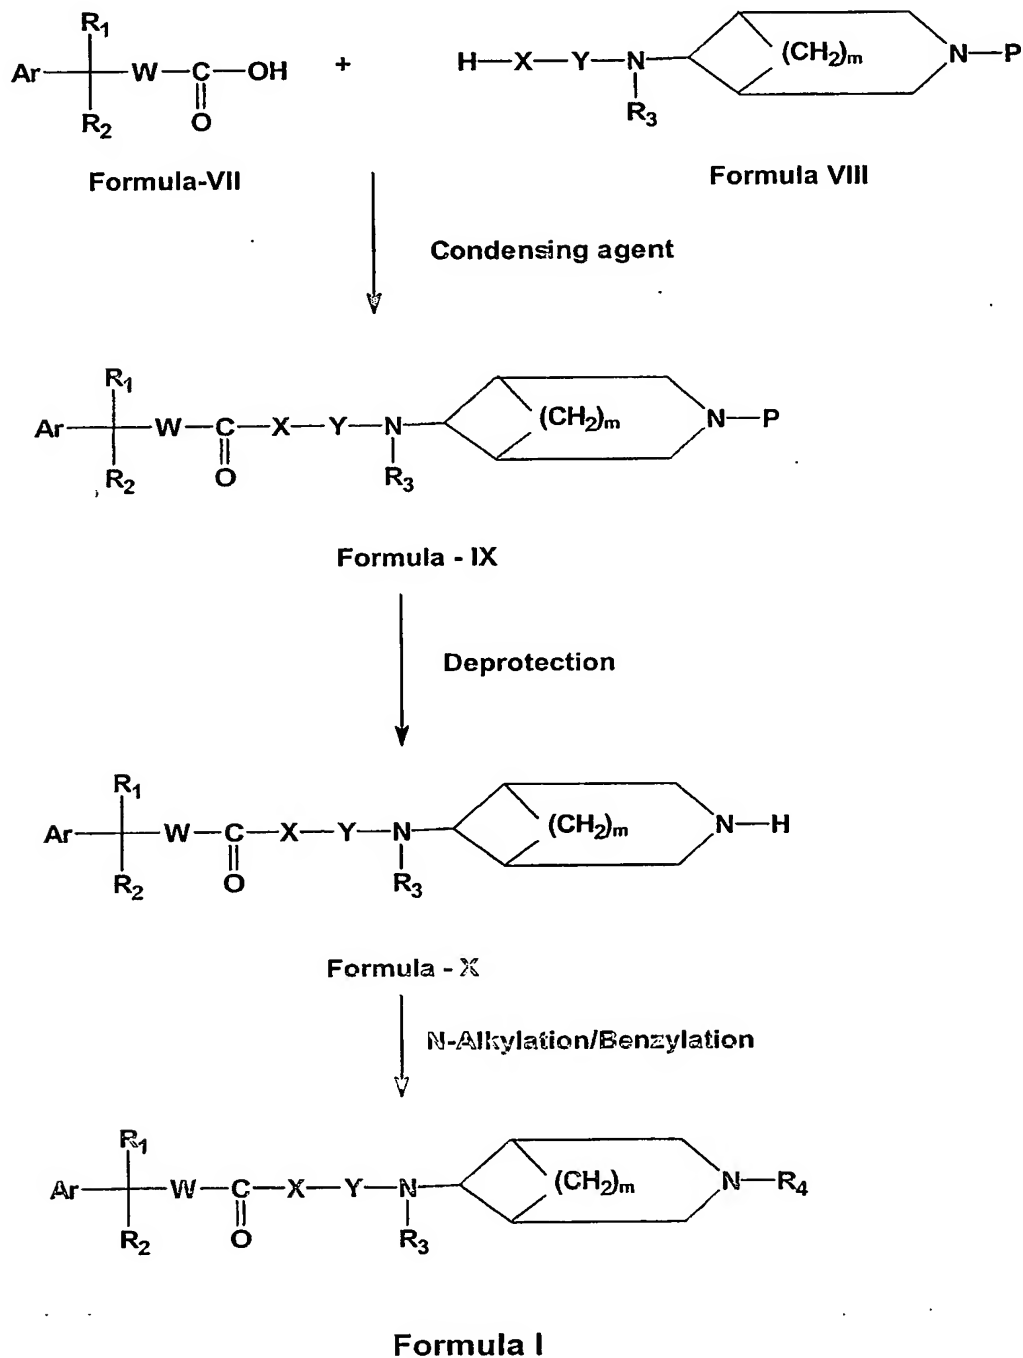 R1
Ar W C OH + H X Y N (CH2)m N P
R2 O R3
Formula-VII Formula VIII
Condensing agent
R1
Ar W C X Y N (CH2)m N P
R2 O R3
Formula - IX
Deprotection
R1
Ar W C X Y N (CH2)m N H
R2 O R3
Formula - X
N-Alkylation/Benzylation
R1
Ar W C X Y N (CH2)m N R4
R2 O R3
Formula I